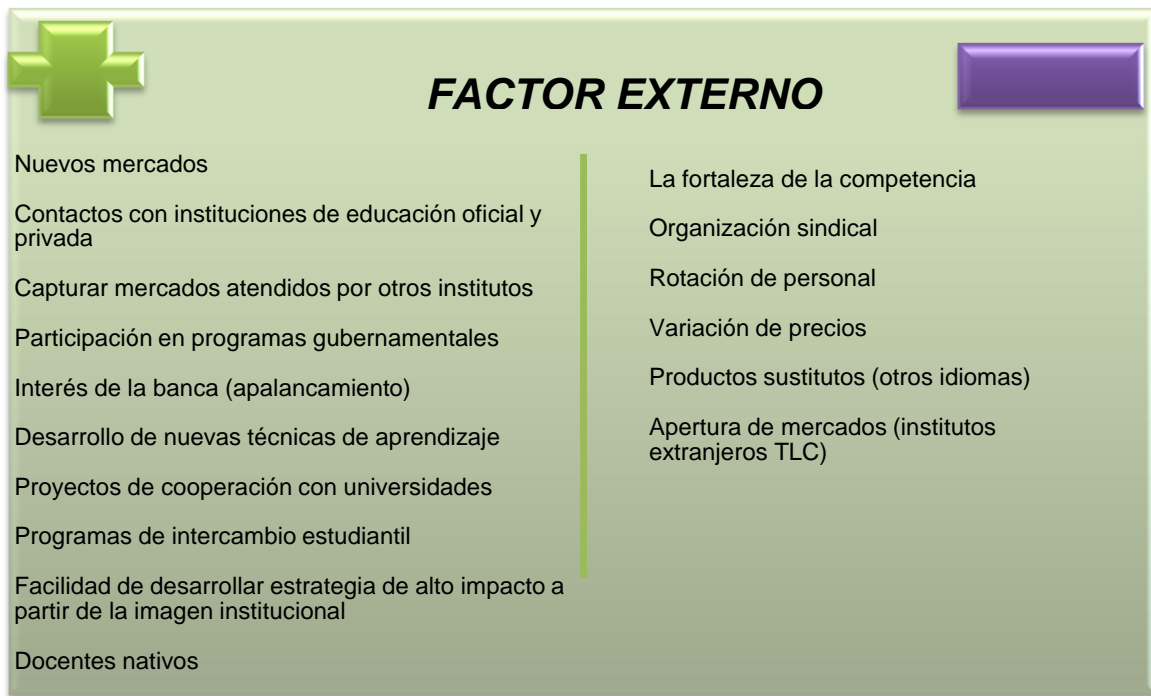 FACTOR EXTERNO
Nuevos mercados
Contactos con instituciones de educación oficial y
privada
Capturar mercados atendidos por otros institutos
Participación en programas gubernamentales
Interés de la banca (apalancamiento)
Desarrollo de nuevas técnicas de aprendizaje
Proyectos de cooperación con universidades
Programas de intercambio estudiantil
Facilidad de desarrollar estrategia de alto impacto a
partir de la imagen institucional
Docentes nativos
La fortaleza de la competencia
Organización sindical
Rotación de personal
Variación de precios
Productos sustitutos (otros idiomas)
Apertura de mercados (institutos
extranjeros TLC)